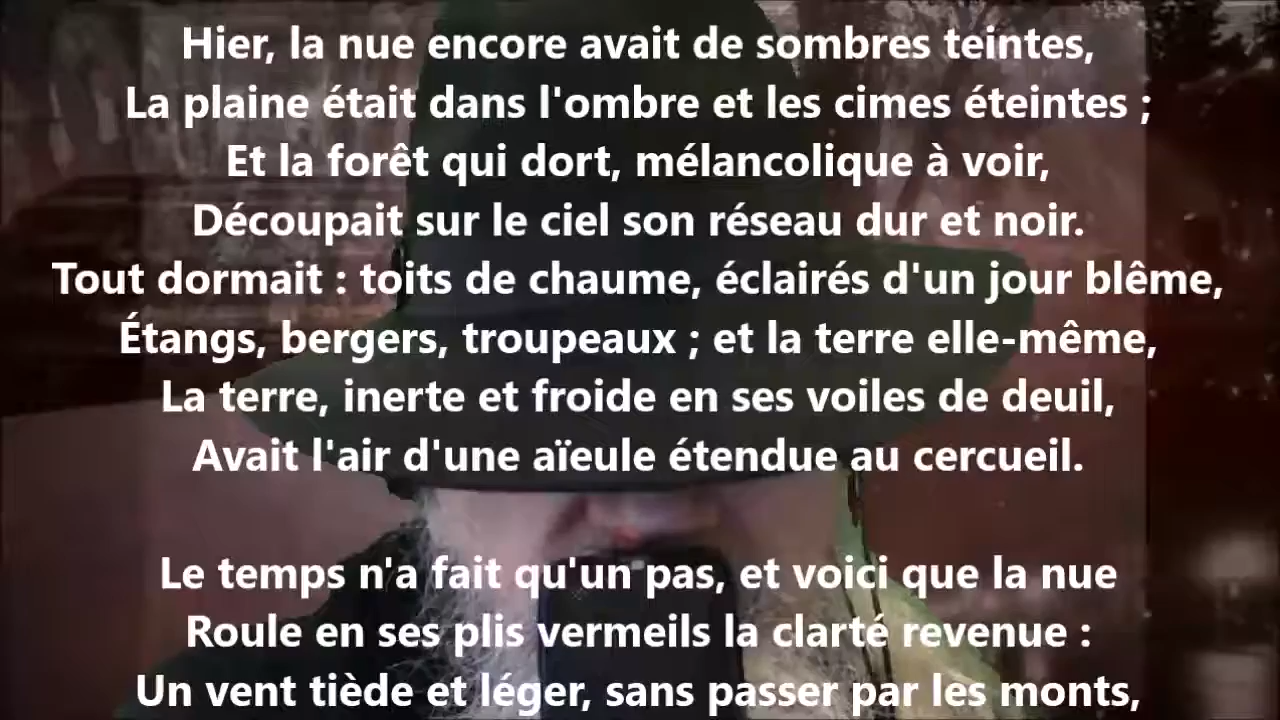 Hier, la nue encore avait de sombres teintes,
La plaine était dans l'ombre et les cimes éteintes ;
Et la forêt qui dort, mélancolique à voir,
Découpait sur le ciel son réseau dur et noir.
Tout dormait : toits de chaume, éclairés d'un jour blême,
Étangs, bergers, troupeaux ; et la terre elle-même,
La terre, inerte et froide en ses voiles de deuil,
Avait l'air d'une aïeule étendue au cercueil.
Le temps n'a fait qu'un pas, et voici que la nue
Roule en ses plis vermeils la clarté revenue :
Un vent tiède et léger, sans passer par les monts,